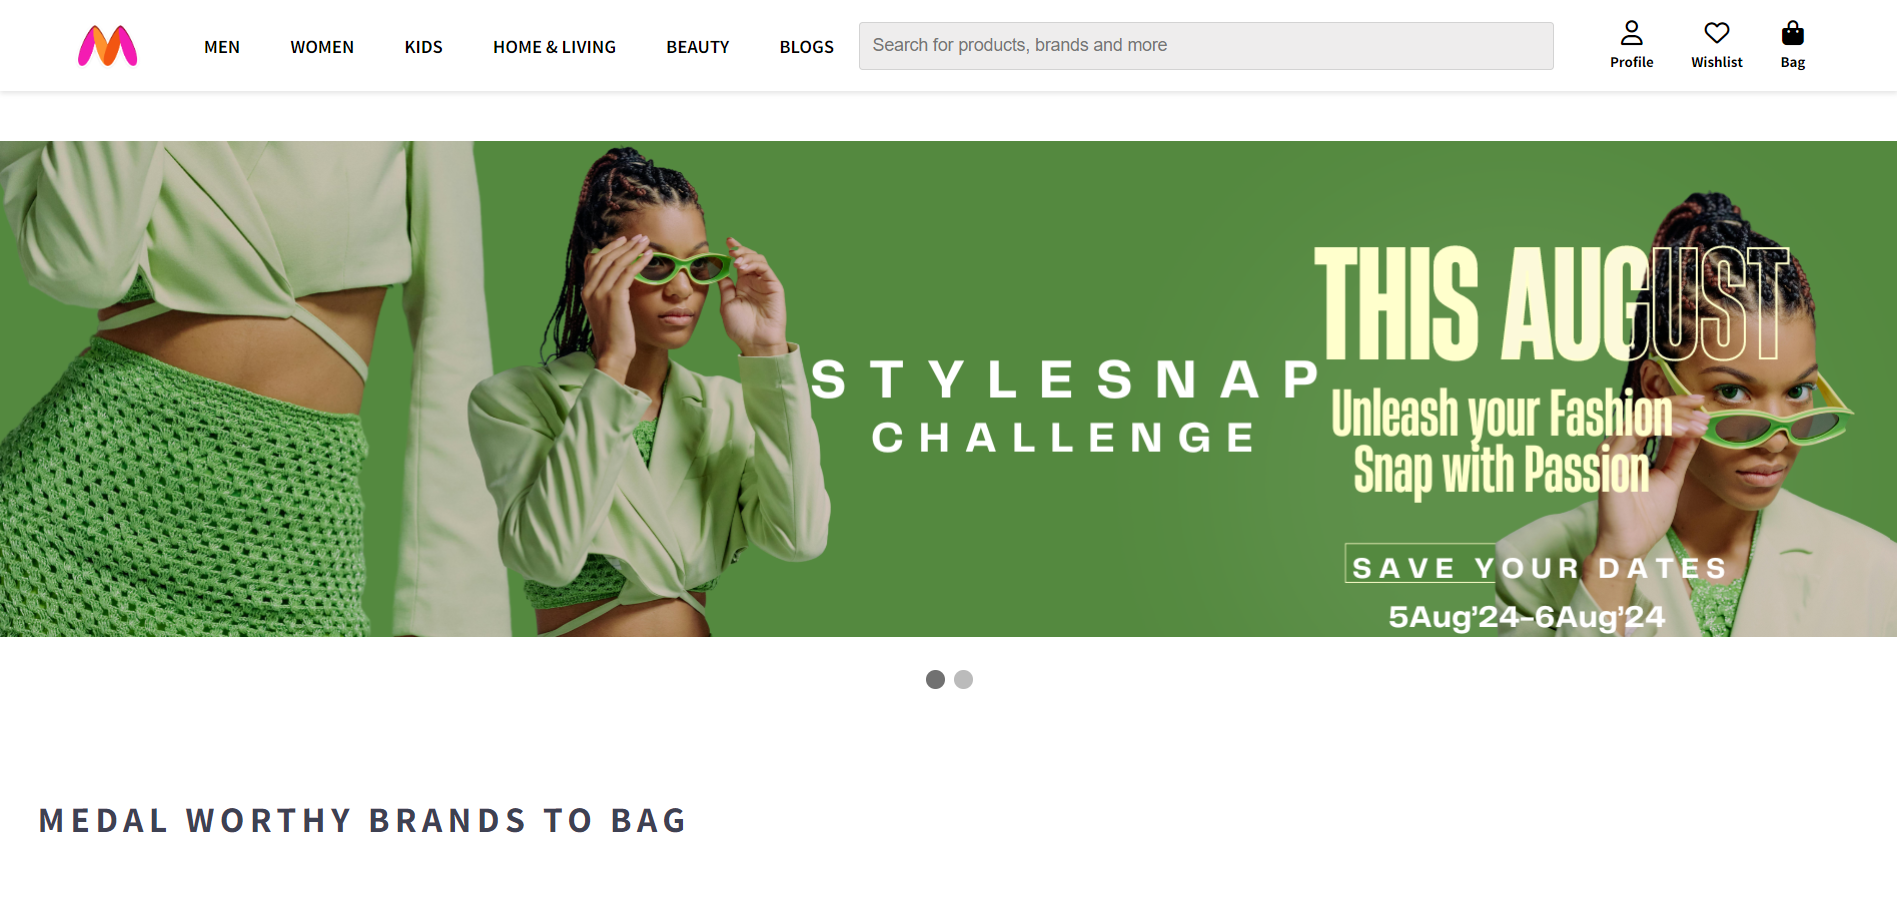 MEN WOMEN KIDS HOME & LIVING BEAUTY BLOGS Search for products, brands and more
Profile Wishlist Bag
STYLESNAP
CHALLENGE
THIS AUGUST
Unleash your Fashion
Snap with Passion
SAVE YOUR DATES
5Aug'24-6Aug'24
MEDAL WORTHY BRANDS TO BAG